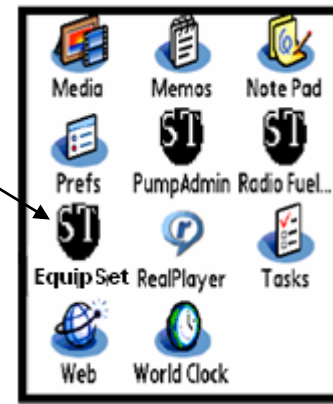 Media Memos Note Pad
ST ST
Prefs PumpAdmin Radio Fuel...
ST r
Equip Set RealPlayer Tasks
Web World Clock